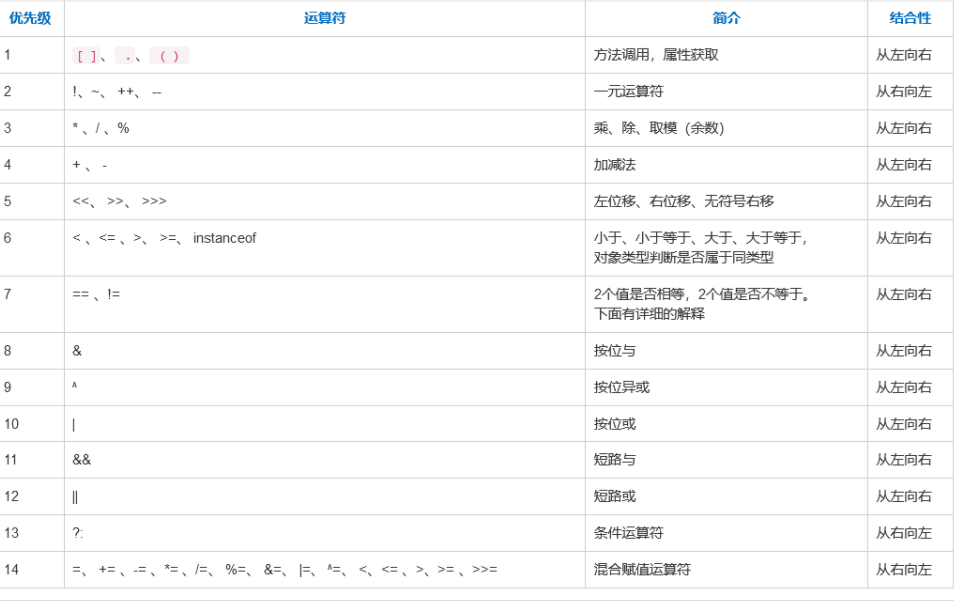 优先级 运算符 简介 结合性
1 [ ]、 .、 ( ) 方法调用，属性获取 从左向右
2 !、~、 ++、 -- 一元运算符 从右向左
3 * 、/ 、% 乘、除、取模（余数） 从左向右
4 + 、 - 加减法 从左向右
5 <<、 >>、 >>> 左位移、右位移、无符号右移 从左向右
6 < 、<= 、>、 >=、 instanceof 小于、小于等于、大于、大于等于， 从左向右
对象类型判断是否属于同类型
7 == 、!= 2个值是否相等，2个值是否不等于。 从左向右
下面有详细的解释
8 & 按位与 从左向右
9 ^ 按位异或 从左向右
10 | 按位或 从左向右
11 && 短路与 从左向右
12 || 短路或 从左向右
13 ?: 条件运算符 从右向左
14 =、 += 、-= 、*= 、/=、 %=、 &=、 |=、 ^=、 <、<= 、>、>= 、>>= 混合赋值运算符 从右向左